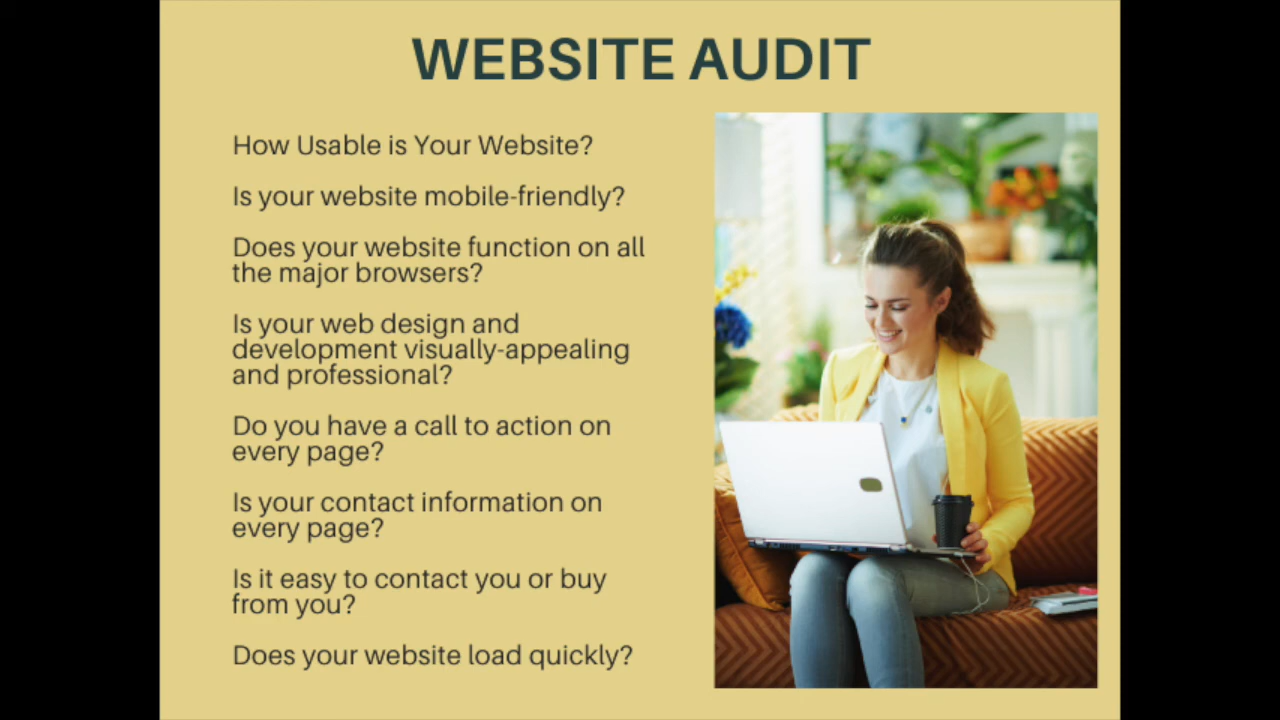 WEBSITE AUDIT
How Usable is Your Website?
Is your website mobile-friendly?
Does your website function on all
the major browsers?
Is your web design and
development visually-appealing
and professional?
Do you have a call to action on
every page?
Is your contact information on
every page?
Is it easy to contact you or buy
from you?
Does your website load quickly?